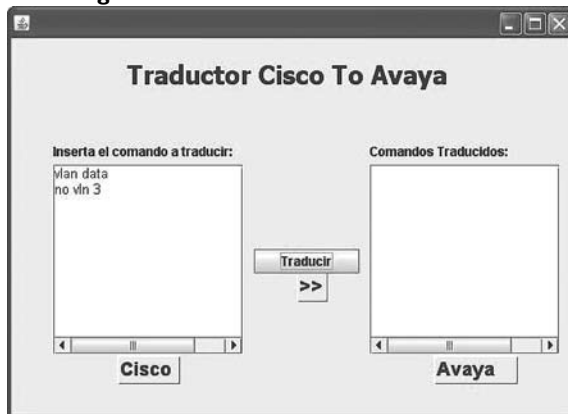 Traductor Cisco To Avaya
Inserta el comando a traducir:
Comandos Traducidos:
vlan data
no vln 3
Traducir
>>
Cisco
Avaya